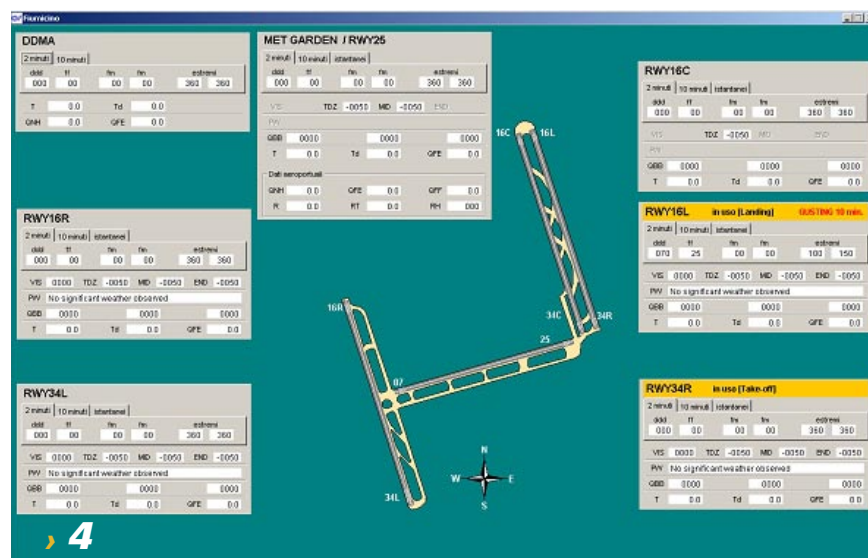 Fiumicino
DDMA
2 minuti 10 minuti
ddd ff fm fm estremi
000 00 00 00 360 360
T 0.0 Td 0.0
QNH 0.0 QFE 0.0
MET GARDEN / RWY25
2 minuti 10 minuti istantanei
ddd ff fm fm estremi
000 00 00 00 360 360
VIS TDZ -0050 MID -0050 END
PW
QBB 0000 0000 0000
T 0.0 Td 0.0 QFE 0.0
Dati aeroportuali
QNH 0.0 QFE 0.0 QFF 0.0
R 0.0 RT 0.0 RH 000
RWY16C
2 minuti 10 minuti istantanei
ddd ff fm fm estremi
000 00 00 00 360 360
VIS TDZ -0050 MID END
PW
QBB 0000 0000 0000
T 0.0 Td 0.0 QFE 0.0
RWY16R
2 minuti 10 minuti istantanei
ddd ff fm fm estremi
000 00 00 00 360 360
VIS 0000 TDZ -0050 MID -0050 END -0050
PW No significant weather observed
QBB 0000 0000 0000
T 0.0 Td 0.0 QFE 0.0
RWY16L in uso (Landing) GUSTING 10 min.
2 minuti 10 minuti istantanei
ddd ff fm fm estremi
070 25 00 00 100 150
VIS 0000 TDZ -0050 MID -0050 END -0050
PW No significant weather observed
QBB 0000 0000 0000
T 0.0 Td 0.0 QFE 0.0
RWY34L
2 minuti 10 minuti istantanei
ddd ff fm fm estremi
000 00 00 00 360 360
VIS 0000 TDZ -0050 MID -0050 END -0050
PW No significant weather observed
QBB 0000 0000 0000
T 0.0 Td 0.0 QFE 0.0
RWY34R in uso (Take-off)
2 minuti 10 minuti istantanei
ddd ff fm fm estremi
000 00 00 00 360 360
VIS 0000 TDZ -0050 MID -0050 END -0050
PW No significant weather observed
QBB 0000 0000 0000
T 0.0 Td 0.0 QFE 0.0
16C 16L
16R
34C 34R
25
07
34L
N
W E
S
› 4